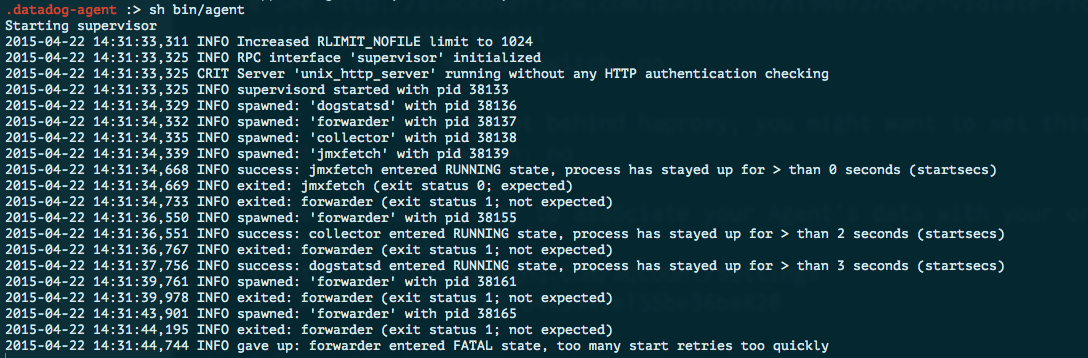 .datadog-agent :> sh bin/agent
Starting supervisor
2015-04-22 14:31:33,311 INFO Increased RLIMIT_NOFILE limit to 1024
2015-04-22 14:31:33,325 INFO RPC interface 'supervisor' initialized
2015-04-22 14:31:33,325 CRIT Server 'unix_http_server' running without any HTTP authentication checking
2015-04-22 14:31:33,325 INFO supervisord started with pid 38133
2015-04-22 14:31:34,329 INFO spawned: 'dogstatsd' with pid 38136
2015-04-22 14:31:34,332 INFO spawned: 'forwarder' with pid 38137
2015-04-22 14:31:34,335 INFO spawned: 'collector' with pid 38138
2015-04-22 14:31:34,339 INFO spawned: 'jmxfetch' with pid 38139
2015-04-22 14:31:34,668 INFO success: jmxfetch entered RUNNING state, process has stayed up for > than 0 seconds (startsecs)
2015-04-22 14:31:34,669 INFO exited: jmxfetch (exit status 0; expected)
2015-04-22 14:31:34,733 INFO exited: forwarder (exit status 1; not expected)
2015-04-22 14:31:36,550 INFO spawned: 'forwarder' with pid 38155
2015-04-22 14:31:36,551 INFO success: collector entered RUNNING state, process has stayed up for > than 2 seconds (startsecs)
2015-04-22 14:31:36,767 INFO exited: forwarder (exit status 1; not expected)
2015-04-22 14:31:37,756 INFO success: dogstatsd entered RUNNING state, process has stayed up for > than 3 seconds (startsecs)
2015-04-22 14:31:39,761 INFO spawned: 'forwarder' with pid 38161
2015-04-22 14:31:39,978 INFO exited: forwarder (exit status 1; not expected)
2015-04-22 14:31:43,901 INFO spawned: 'forwarder' with pid 38165
2015-04-22 14:31:44,195 INFO exited: forwarder (exit status 1; not expected)
2015-04-22 14:31:44,744 INFO gave up: forwarder entered FATAL state, too many start retries too quickly